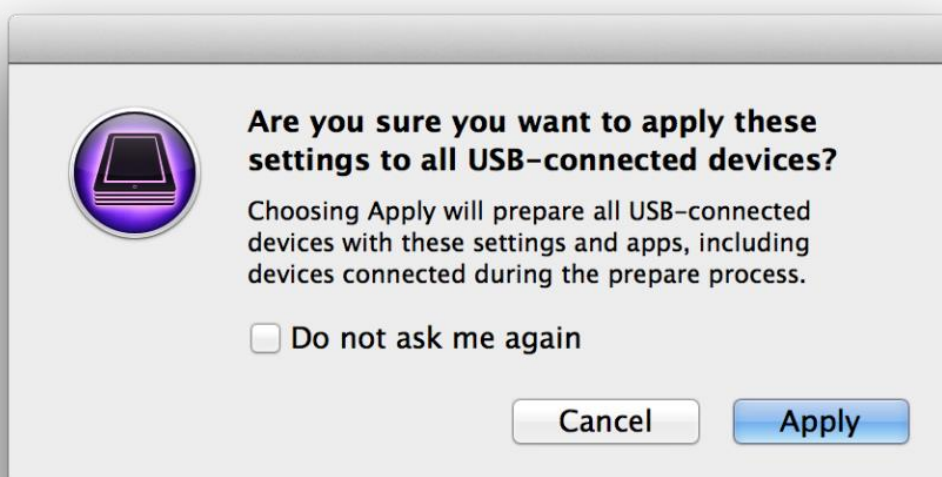 Are you sure you want to apply these
settings to all USB-connected devices?
Choosing Apply will prepare all USB-connected
devices with these settings and apps, including
devices connected during the prepare process.
Do not ask me again
Cancel
Apply